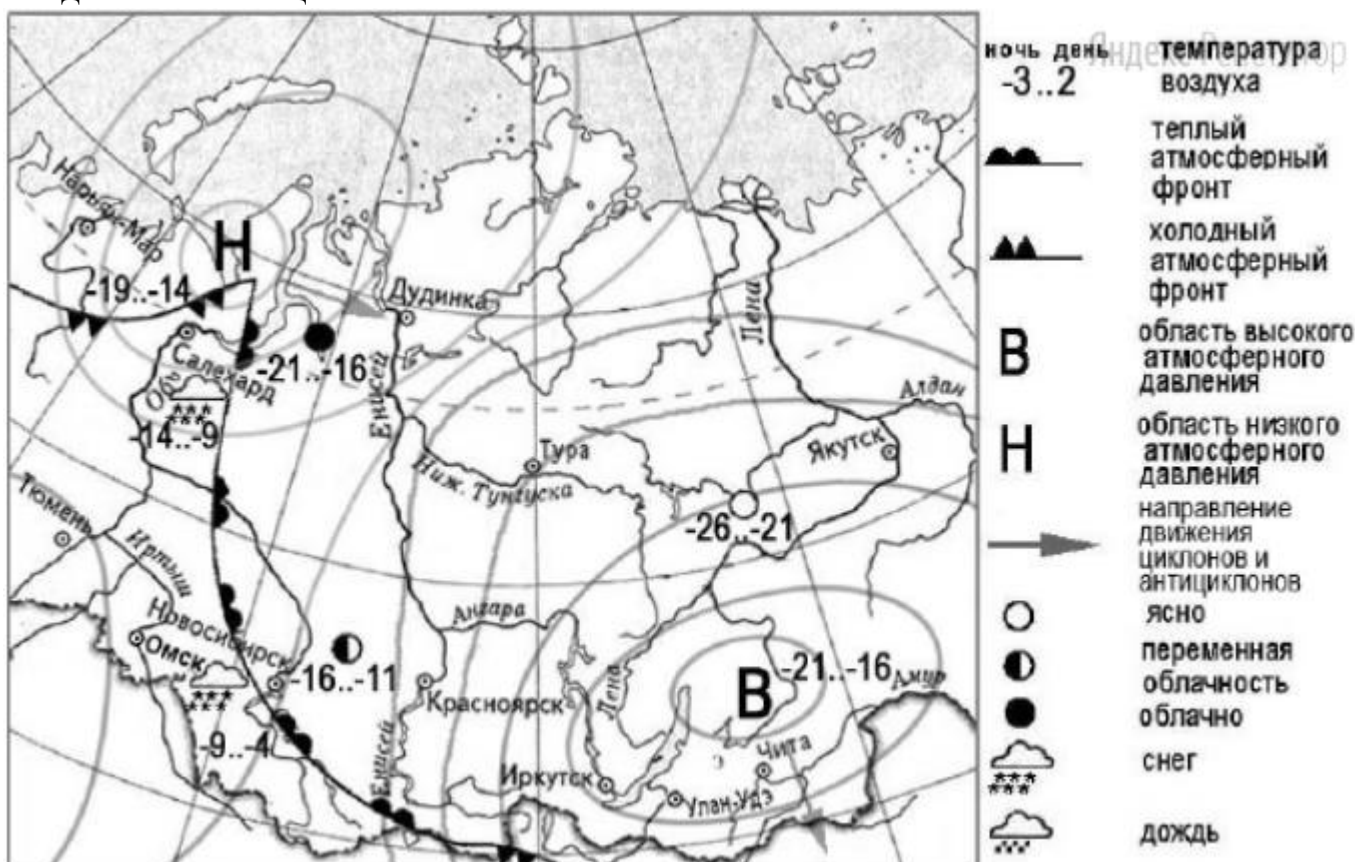 Нарьян-Мар
Н
-19..-14
Дудинка
Салехард
-21..-16
Обь
-14..-9
Енисей
Лена
Алдан
Якутск
Тура
Ниж. Тунгуска
-26..-21
Тюмень
Иртыш
Ангара
Новосибирск
Омск
-16..-11
Красноярск
Лена
В
-21..-16
Амур
-9..-4
Енисей
Иркутск
Чита
Улан-Удэ
ночь день
-3..2
температура
воздуха
теплый
атмосферный
фронт
холодный
атмосферный
фронт
В
область высокого
атмосферного
давления
Н
область низкого
атмосферного
давления
направление
движения
циклонов и
антициклонов
ясно
переменная
облачность
облачно
снег
дождь